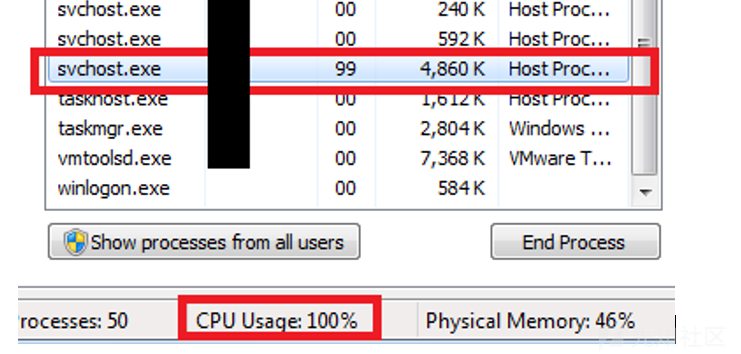 svchost.exe 00 240 K Host Proc...
svchost.exe 00 592 K Host Proc...
svchost.exe 99 4,860 K Host Proc...
taskhost.exe 00 1,612 K Host Proc...
taskmgr.exe 00 2,804 K Windows ...
vmtoolsd.exe 00 7,368 K VMware T...
winlogon.exe 00 584 K
Show processes from all users End Process
rocesses: 50 CPU Usage: 100% Physical Memory: 46%